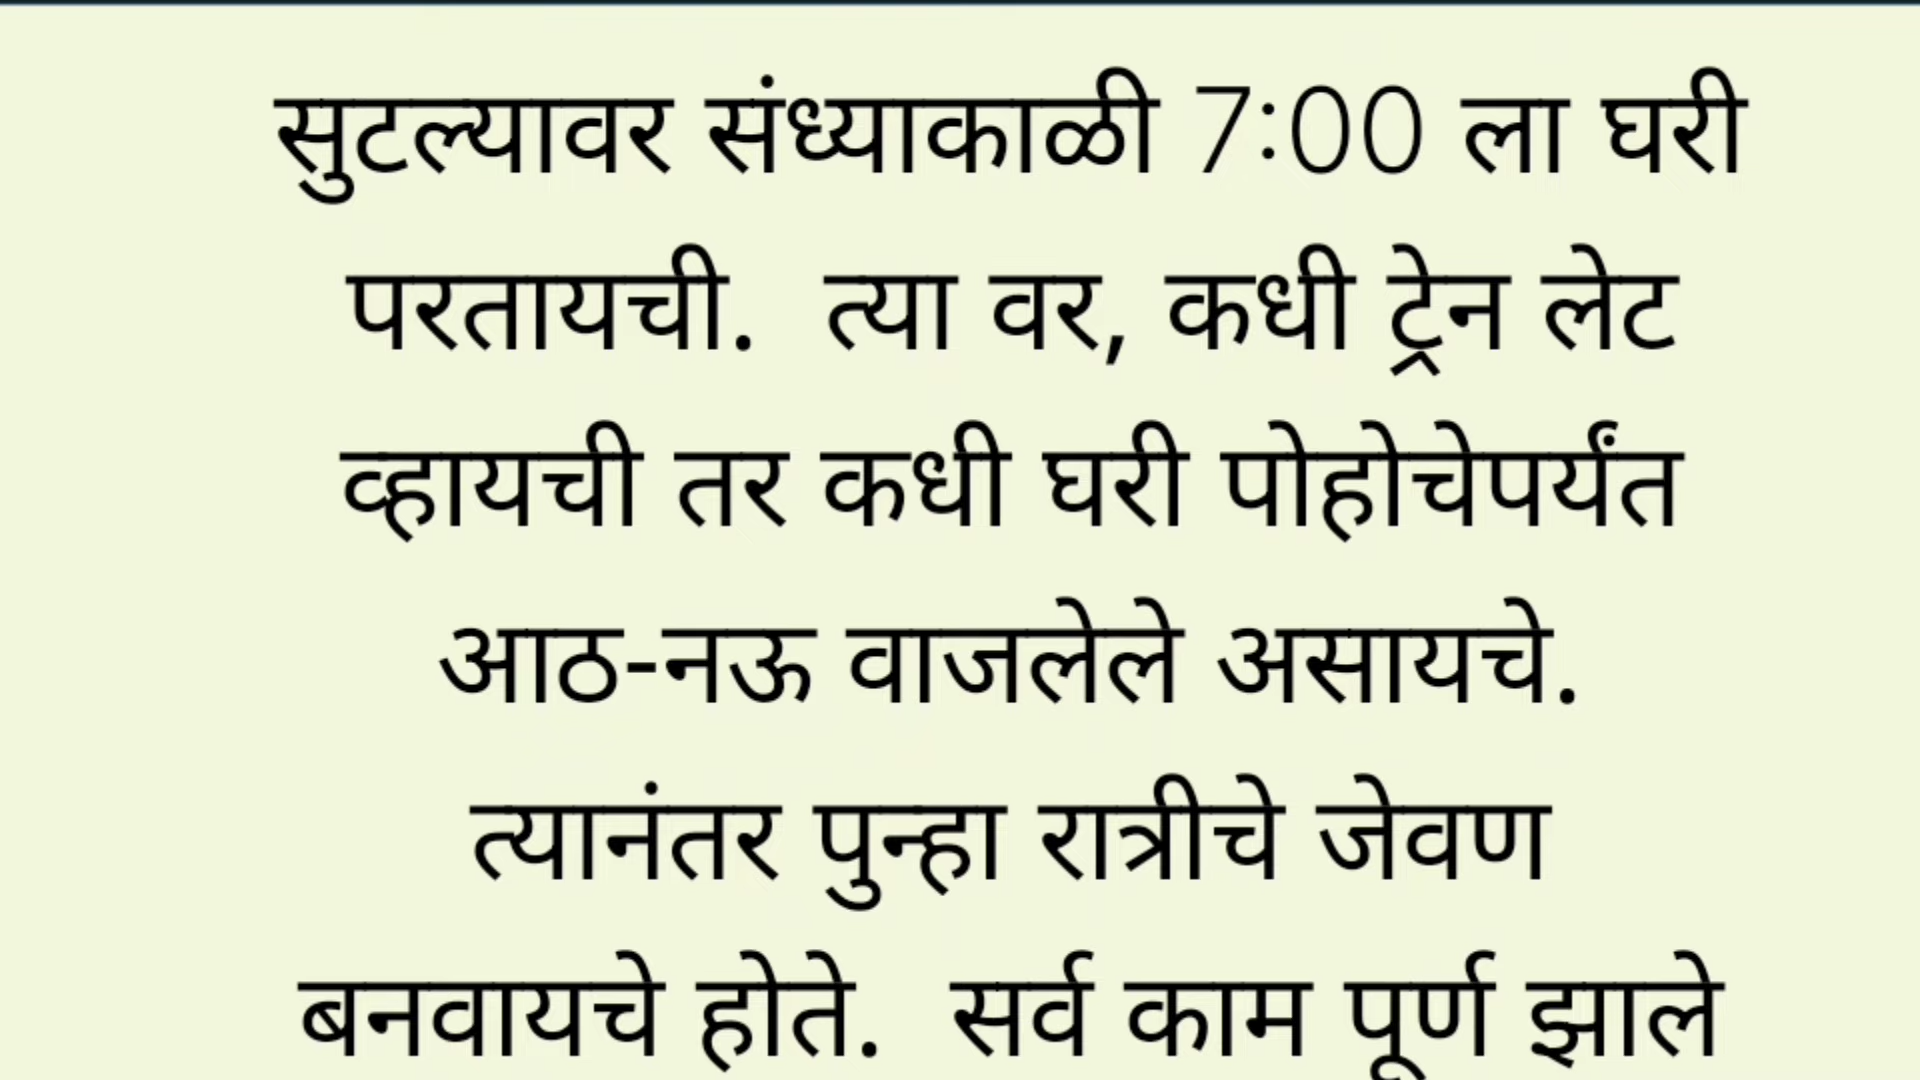 सुटल्यावर संध्याकाळी 7:00 ला घरी
परतायची. त्या वर, कधी ट्रेन लेट
व्हायची तर कधी घरी पोहोचेपर्यंत
आठ-नऊ वाजलेले असायचे.
त्यानंतर पुन्हा रात्रीचे जेवण
बनवायचे होते. सर्व काम पूर्ण झाले